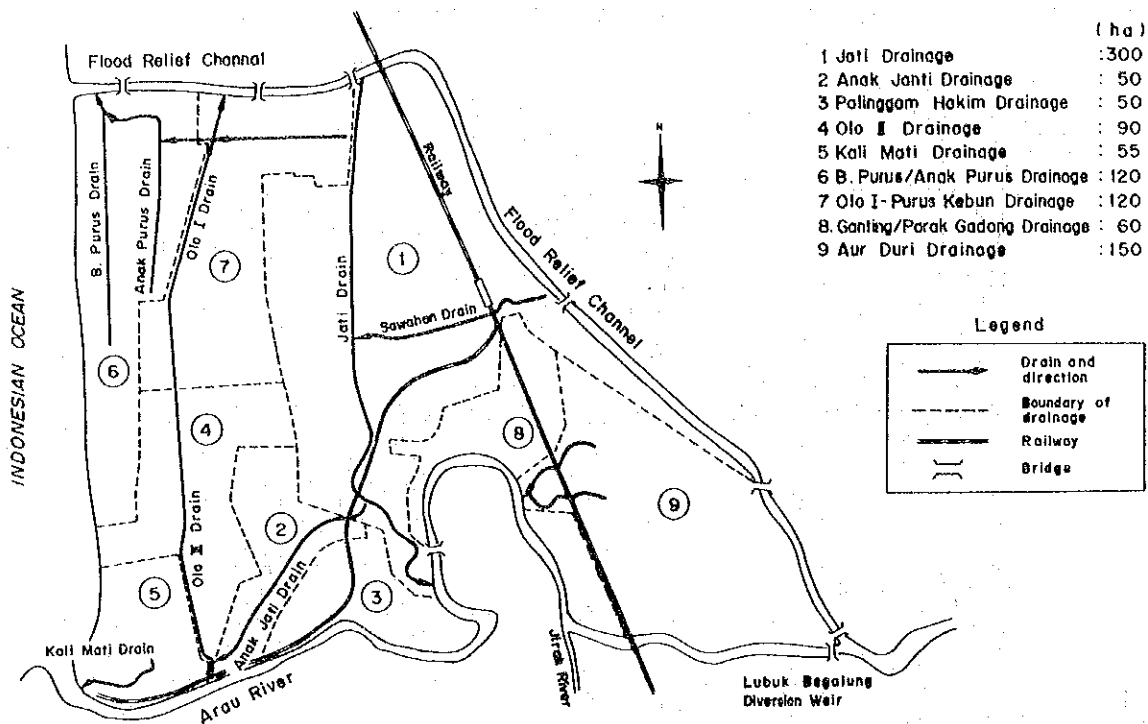 (ha)
1 Jati Drainage :300
2 Anak Janti Drainage : 50
3 Palinggam Hakim Drainage : 50
4 Olo II Drainage : 90
5 Kali Mati Drainage : 55
6 B. Purus/Anak Purus Drainage : 120
7 Olo I-Purus Kebun Drainage : 120
8. Ganting/Parak Gadang Drainage : 60
9 Aur Duri Drainage : 150
Flood Relief Channal
Railway
N
Flood Relief Channel
B. Purus Drain
Anak Purus Drain
Olo I Drain
Jati Drain
Sawahan Drain
INDONESIAN OCEAN
1
7
6
4
8
9
2
5
3
Olo II Drain
Anak Jati Drain
Kali Mati Drain
Arau River
Jirak River
Lubuk Begalung
Diversion Weir
Legend
Drain and
direction
Boundary of
drainage
Railway
Bridge